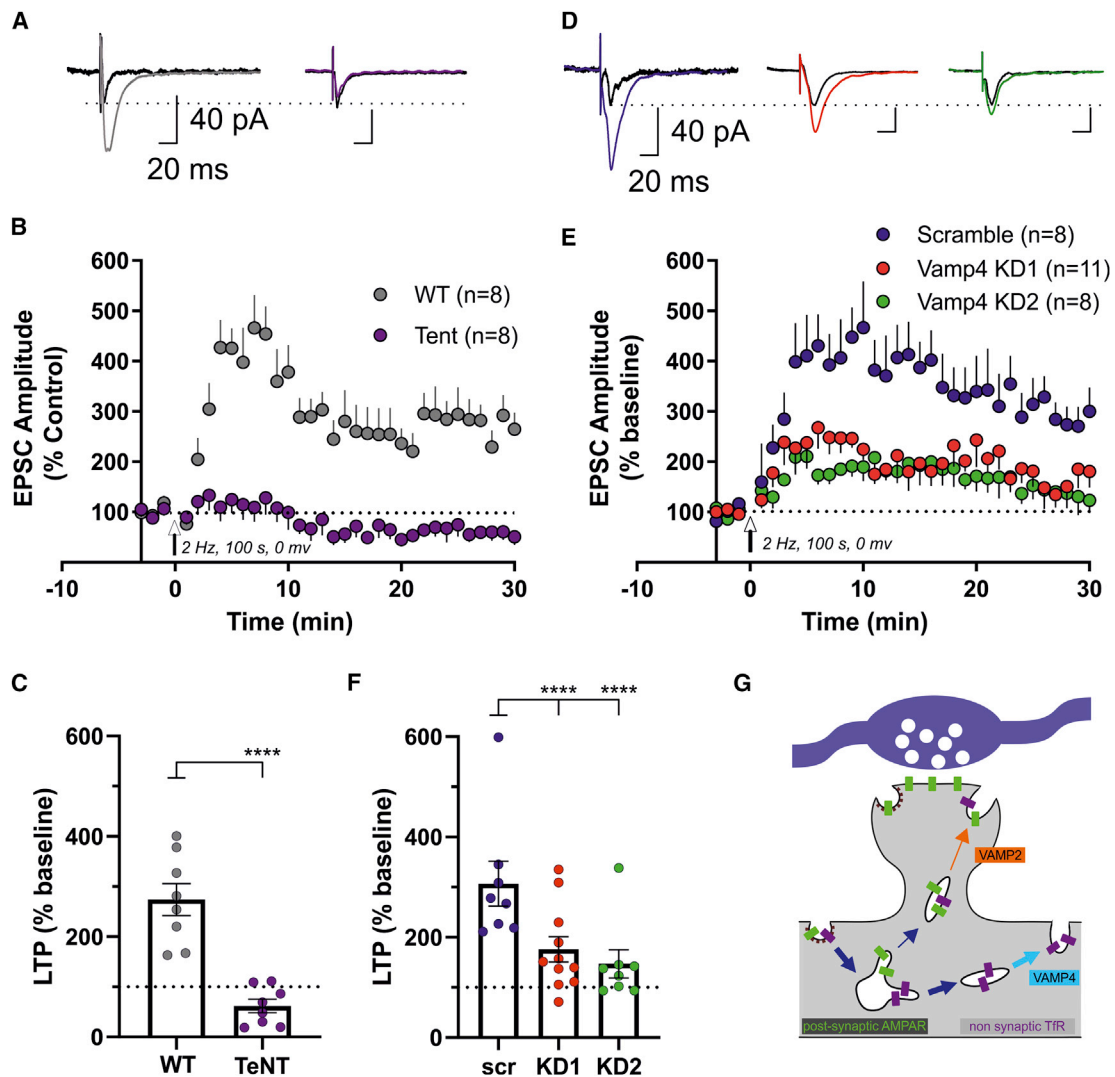 A
40 pA
20 ms
D
40 pA
20 ms
B
EPSC Amplitude
(% Control)
600
500
400
300
200
100
WT (n=8)
Tent (n=8)
2 Hz, 100 s, 0 mv
-10
0
10
20
30
Time (min)
E
Scramble (n=8)
Vamp4 KD1 (n=11)
Vamp4 KD2 (n=8)
EPSC Amplitude
(% baseline)
600
500
400
300
200
100
2 Hz, 100 s, 0 mv
-10
0
10
20
30
Time (min)
C
LTP (% baseline)
600
400
200
0
****
WT
TeNT
F
LTP (% baseline)
600
400
200
0
****
****
scr
KD1
KD2
G
VAMP2
VAMP4
post-synaptic AMPAR
non synaptic TfR